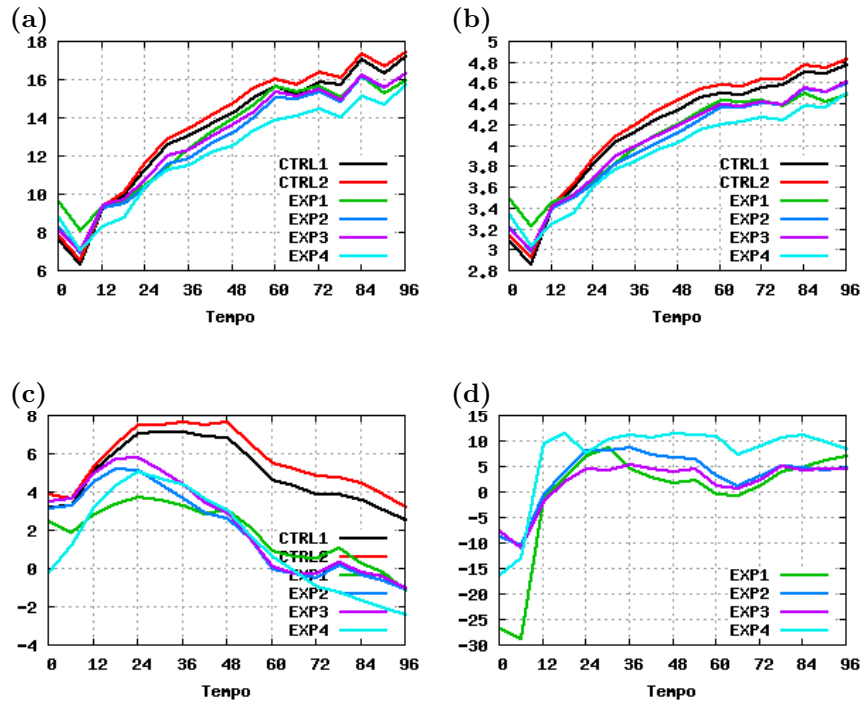 (a)
18
16
14
12
10
8
6
CTRL1
CTRL2
EXP1
EXP2
EXP3
EXP4
0 12 24 36 48 60 72 84 96
Tempo
(b)
5
4.8
4.6
4.4
4.2
4
3.8
3.6
3.4
3.2
3
2.8
CTRL1
CTRL2
EXP1
EXP2
EXP3
EXP4
0 12 24 36 48 60 72 84 96
Tempo
(c)
8
6
4
2
0
-2
-4
CTRL1
CTRL2
EXP1
EXP2
EXP3
EXP4
0 12 24 36 48 60 72 84 96
Tempo
(d)
15
10
5
0
-5
-10
-15
-20
-25
-30
EXP1
EXP2
EXP3
EXP4
0 12 24 36 48 60 72 84 96
Tempo